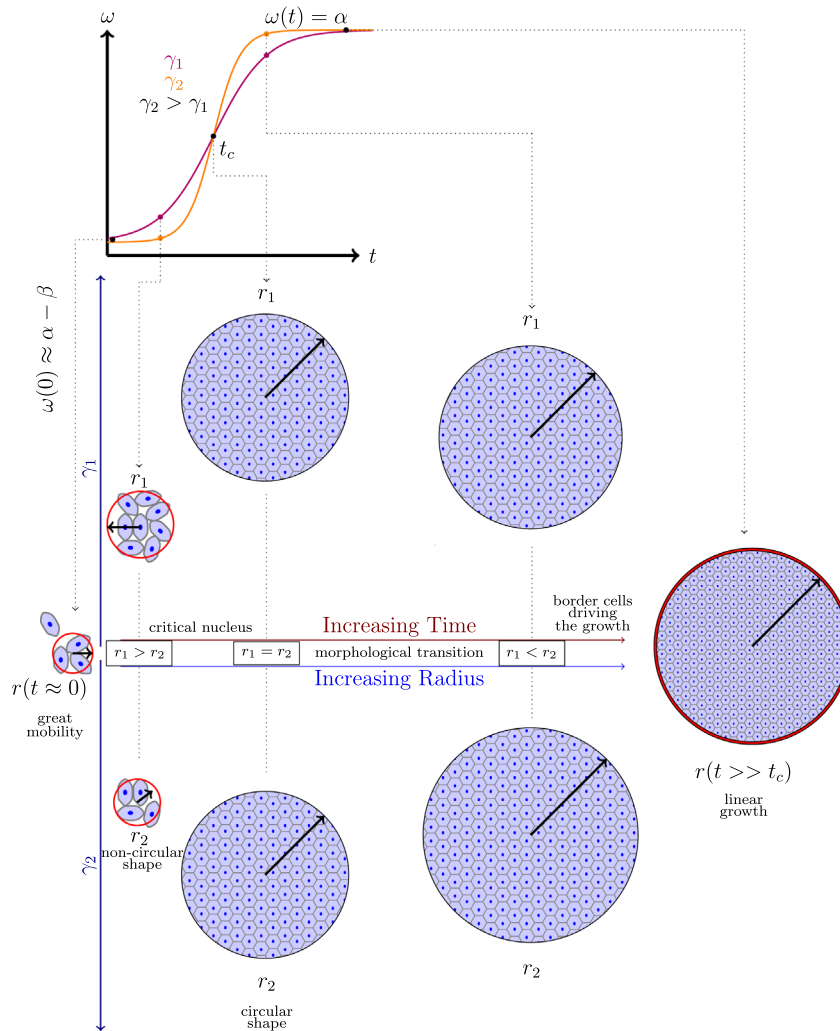 ω
ω(t) = α
γ₁
γ₂
γ₂ > γ₁
t_c
t
ω(0) ≈ α − β
r₁
r₁
γ₁
r₁
critical nucleus
Increasing Time
border cells
driving
the growth
r₁ > r₂
r₁ = r₂
morphological transition
r₁ < r₂
Increasing Radius
r(t ≈ 0)
great
mobility
r(t >> t_c)
linear
growth
r₂
non-circular
shape
γ₂
r₂
r₂
circular
shape